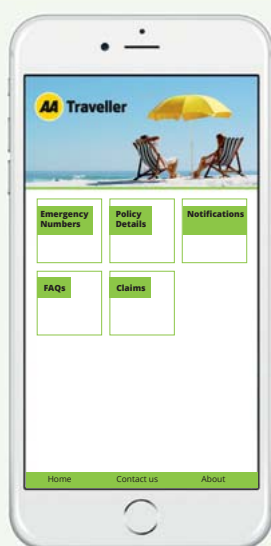 AA Traveller
Emergency
Numbers
Policy
Details
Notifications
FAQs
Claims
Home Contact us About